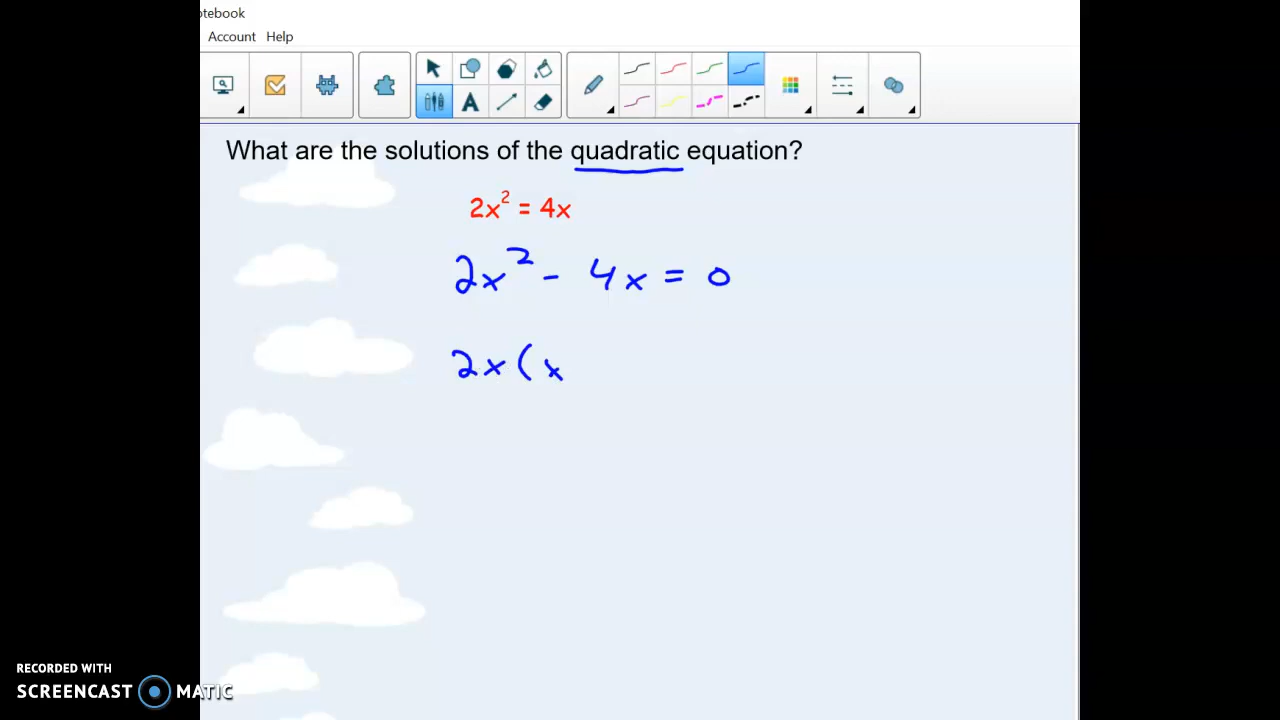 otebook
Account Help
What are the solutions of the quadratic equation?
2x² = 4x
2x² - 4x = 0
2x(x
RECORDED WITH
SCREENCAST MATIC